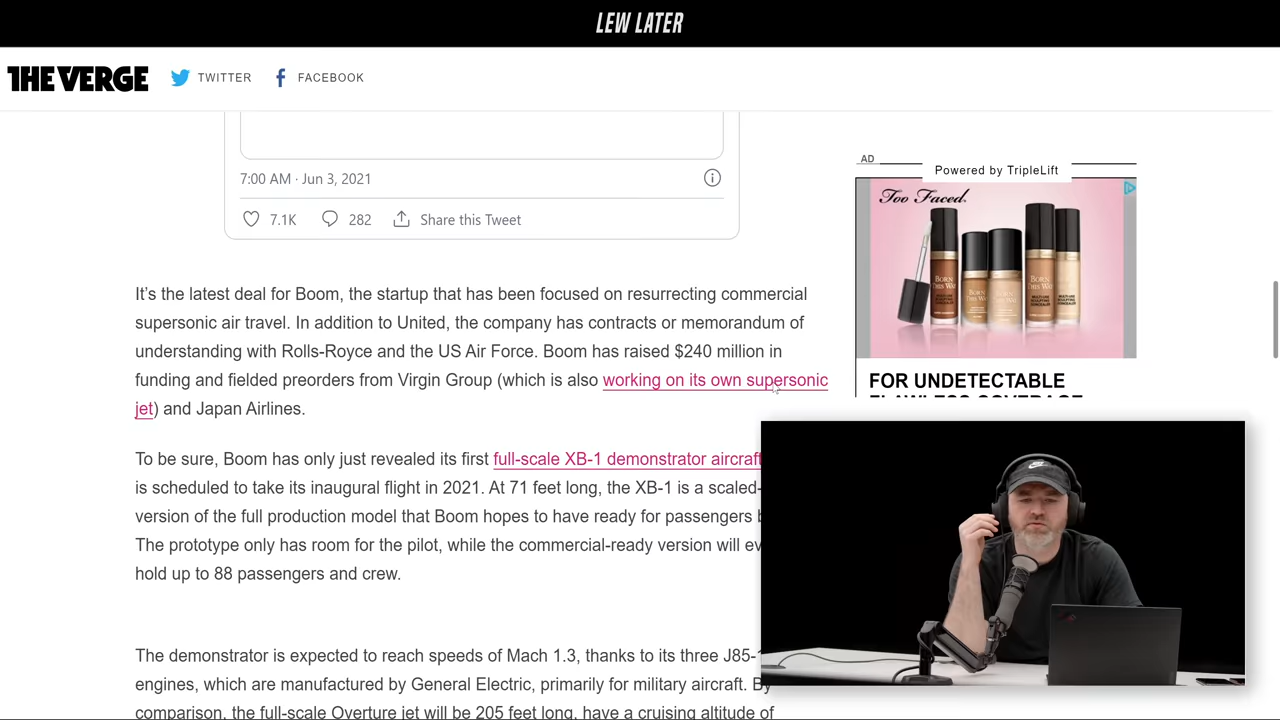 LEW LATER
THE VERGE
TWITTER
FACEBOOK
7:00 AM · Jun 3, 2021
7.1K
282
Share this Tweet
It's the latest deal for Boom, the startup that has been focused on resurrecting commercial
supersonic air travel. In addition to United, the company has contracts or memorandum of
understanding with Rolls-Royce and the US Air Force. Boom has raised $240 million in
funding and fielded preorders from Virgin Group (which is also working on its own supersonic
jet) and Japan Airlines.
To be sure, Boom has only just revealed its first full-scale XB-1 demonstrator aircraft
is scheduled to take its inaugural flight in 2021. At 71 feet long, the XB-1 is a scaled-
version of the full production model that Boom hopes to have ready for passengers
The prototype only has room for the pilot, while the commercial-ready version will
hold up to 88 passengers and crew.
The demonstrator is expected to reach speeds of Mach 1.3, thanks to its three
engines, which are manufactured by General Electric, primarily for military aircraft. By
comparison, the full-scale Overture jet will be 205 feet long, have a cruising altitude of
AD
Powered by TripleLift
Too Faced.
BORN THIS WAY
FOR UNDETECTABLE
FLAWLESS COVERAGE